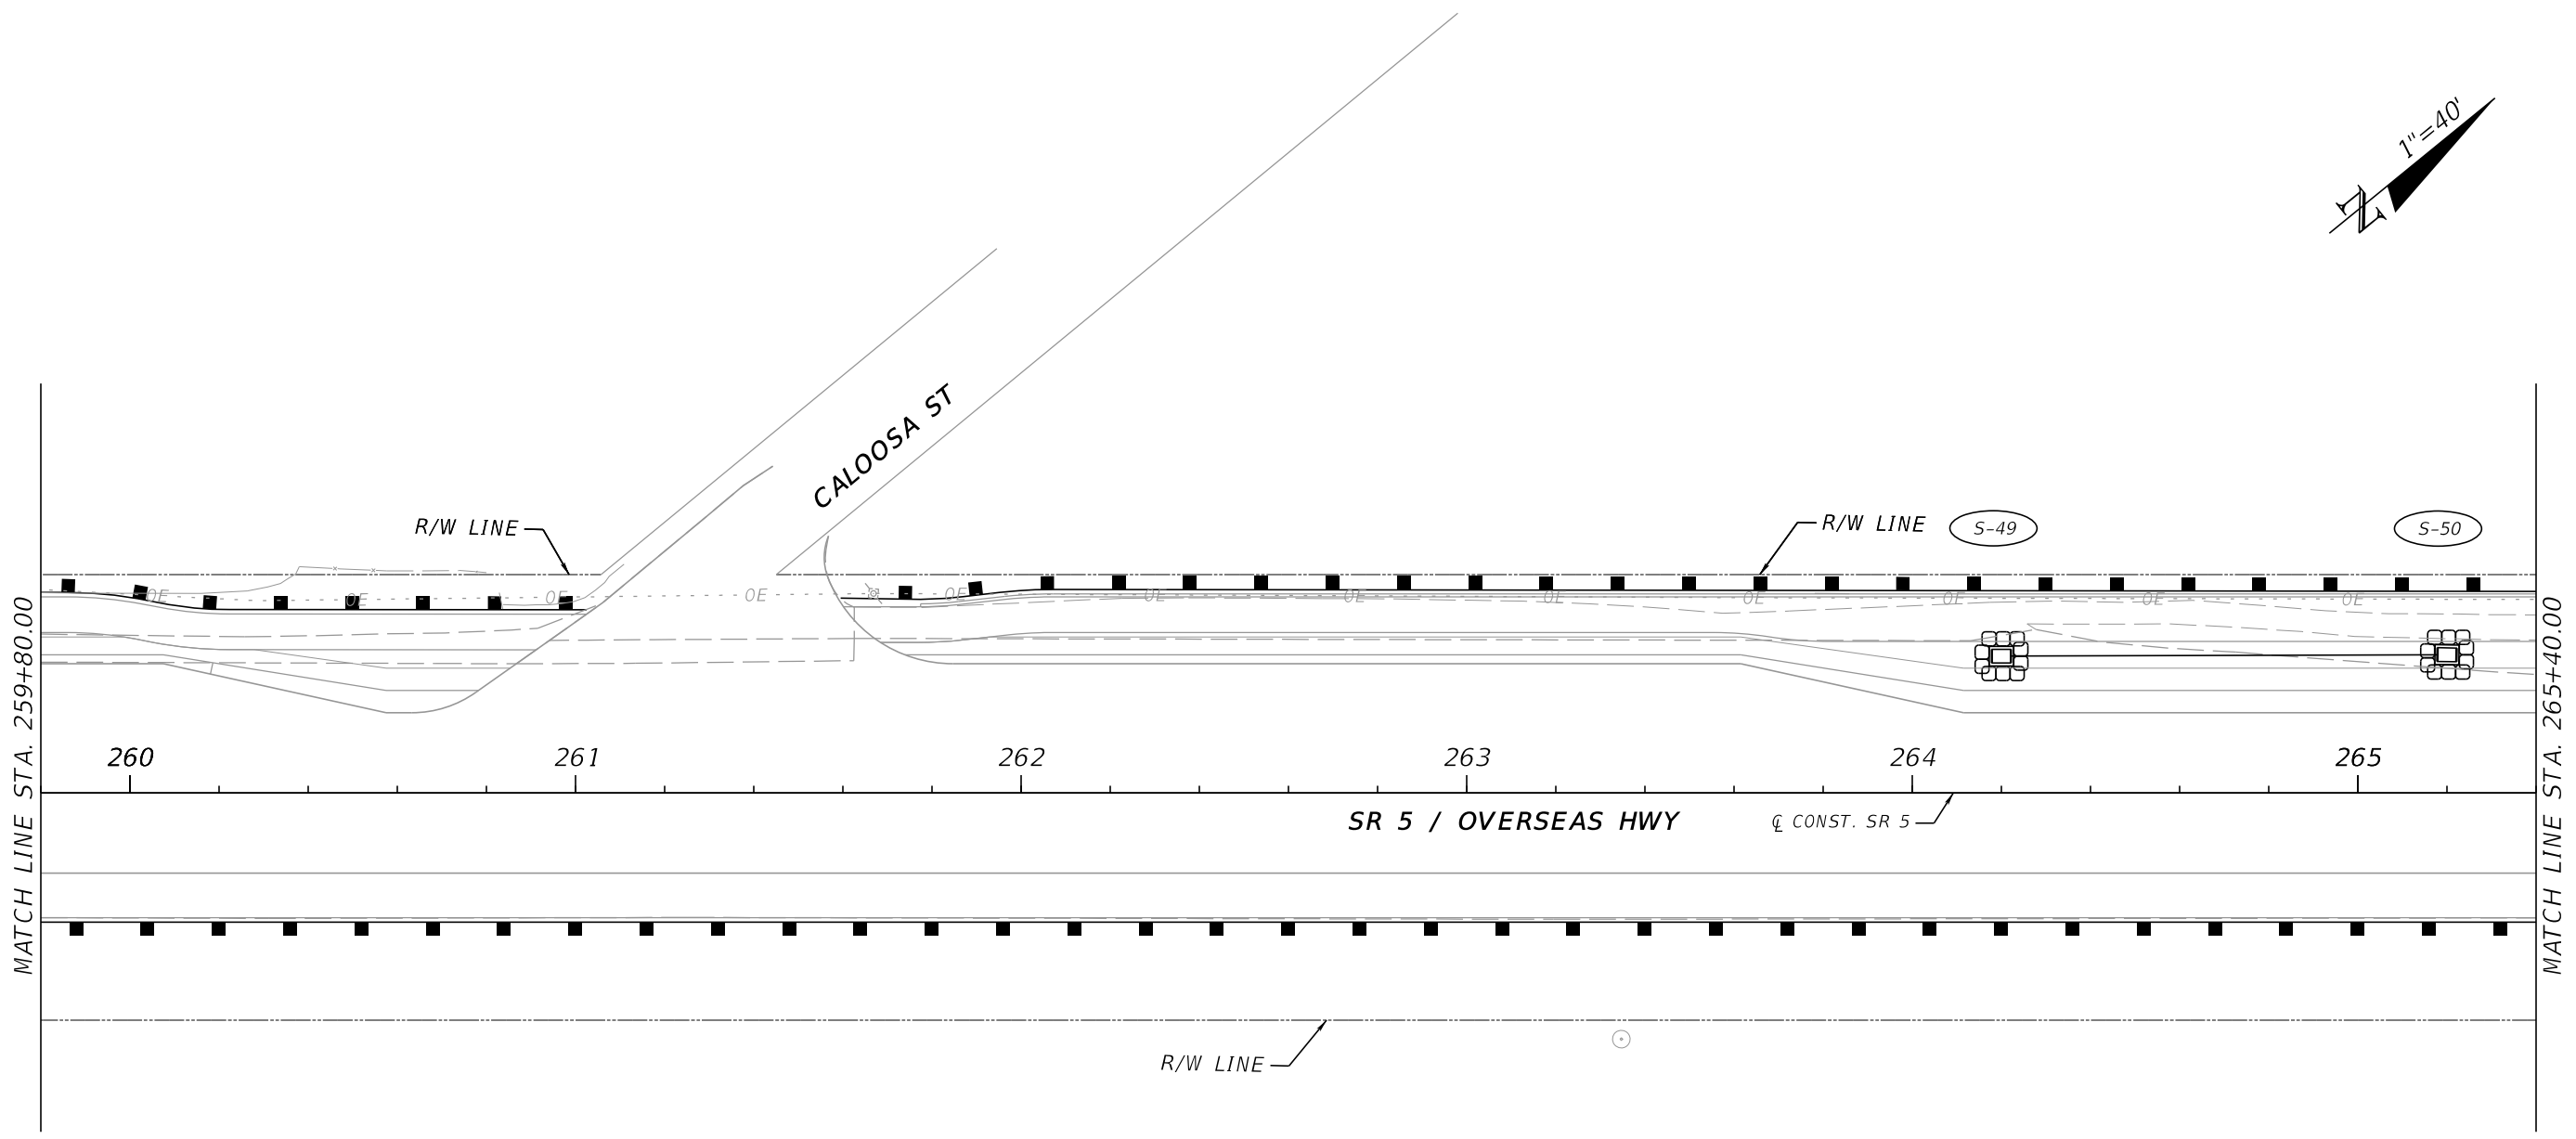 1"=40'
N
CALOOSA ST
R/W LINE
R/W LINE
S-49
S-50
OE OE OE OE OE OE OE OE OE OE OE OE
MATCH LINE STA. 259+80.00
MATCH LINE STA. 265+40.00
260 261 262 263 264 265
SR 5 / OVERSEAS HWY
℄ CONST. SR 5
R/W LINE